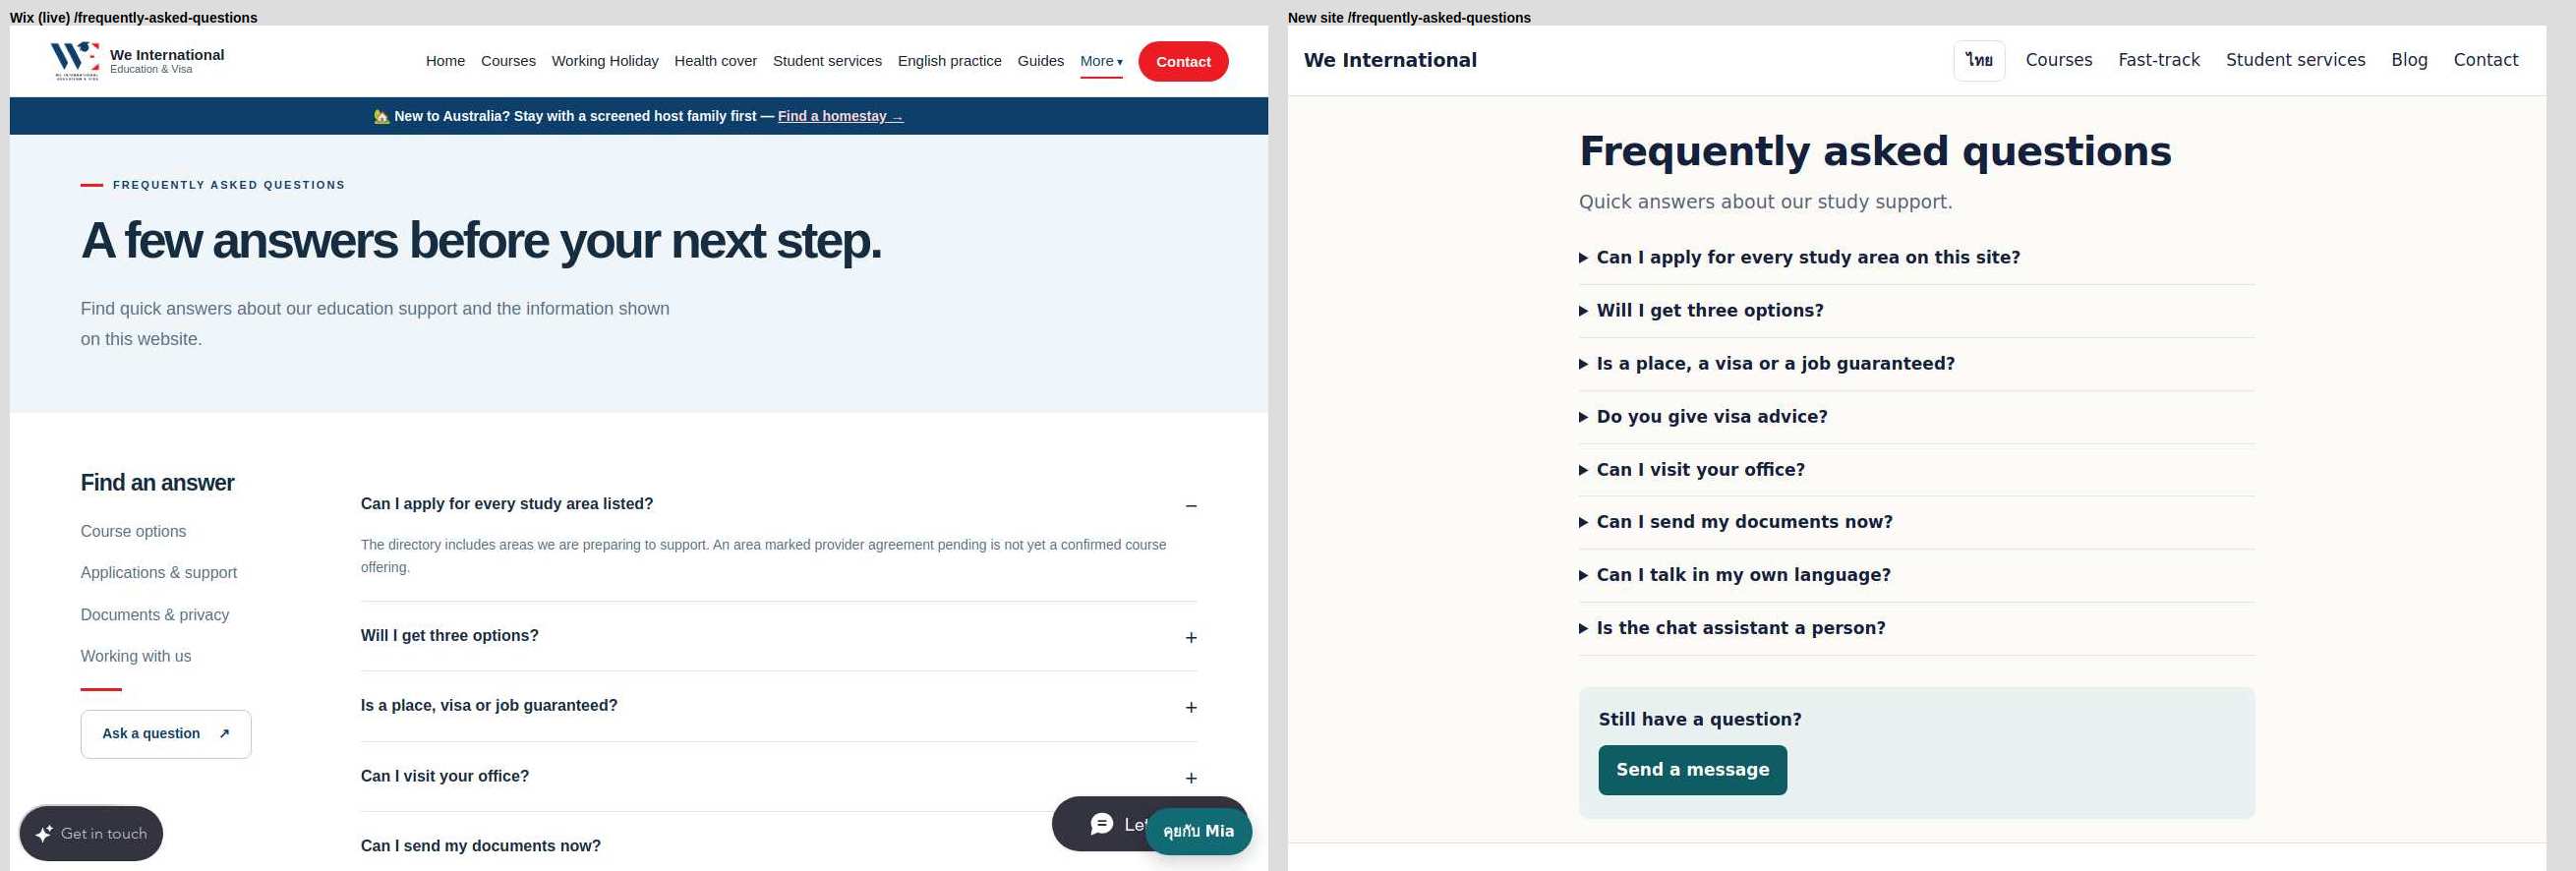 Wix (live) /frequently-asked-questions
We International
Education & Visa
Home Courses Working Holiday Health cover Student services English practice Guides More ▾ Contact
🏡 New to Australia? Stay with a screened host family first — Find a homestay →
FREQUENTLY ASKED QUESTIONS
A few answers before your next step.
Find quick answers about our education support and the information shown
on this website.
Find an answer
Course options
Applications & support
Documents & privacy
Working with us
Ask a question ↗
Can I apply for every study area listed? −
The directory includes areas we are preparing to support. An area marked provider agreement pending is not yet a confirmed course
offering.
Will I get three options? +
Is a place, visa or job guaranteed? +
Can I visit your office? +
Can I send my documents now?
Get in touch
คุยกับ Mia
New site /frequently-asked-questions
We International
ไทย Courses Fast-track Student services Blog Contact
Frequently asked questions
Quick answers about our study support.
▶ Can I apply for every study area on this site?
▶ Will I get three options?
▶ Is a place, a visa or a job guaranteed?
▶ Do you give visa advice?
▶ Can I visit your office?
▶ Can I send my documents now?
▶ Can I talk in my own language?
▶ Is the chat assistant a person?
Still have a question?
Send a message